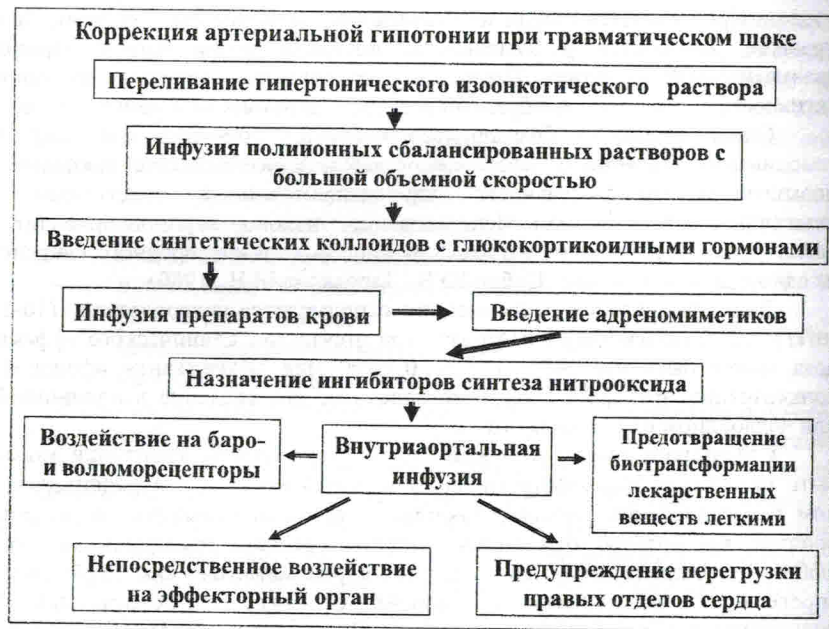 Коррекция артериальной гипотонии при травматическом шоке
Переливание гипертонического изоонкотического раствора
Инфузия полиионных сбалансированных растворов с
большой объемной скоростью
Введение синтетических коллоидов с глюкокортикоидными гормонами
Инфузия препаратов крови
Введение адреномиметиков
Назначение ингибиторов синтеза нитрооксида
Воздействие на баро-
и волюморецепторы
Внутриаортальная
инфузия
Предотвращение
биотрансформации
лекарственных
веществ легкими
Непосредственное воздействие
на эффекторный орган
Предупреждение перегрузки
правых отделов сердца